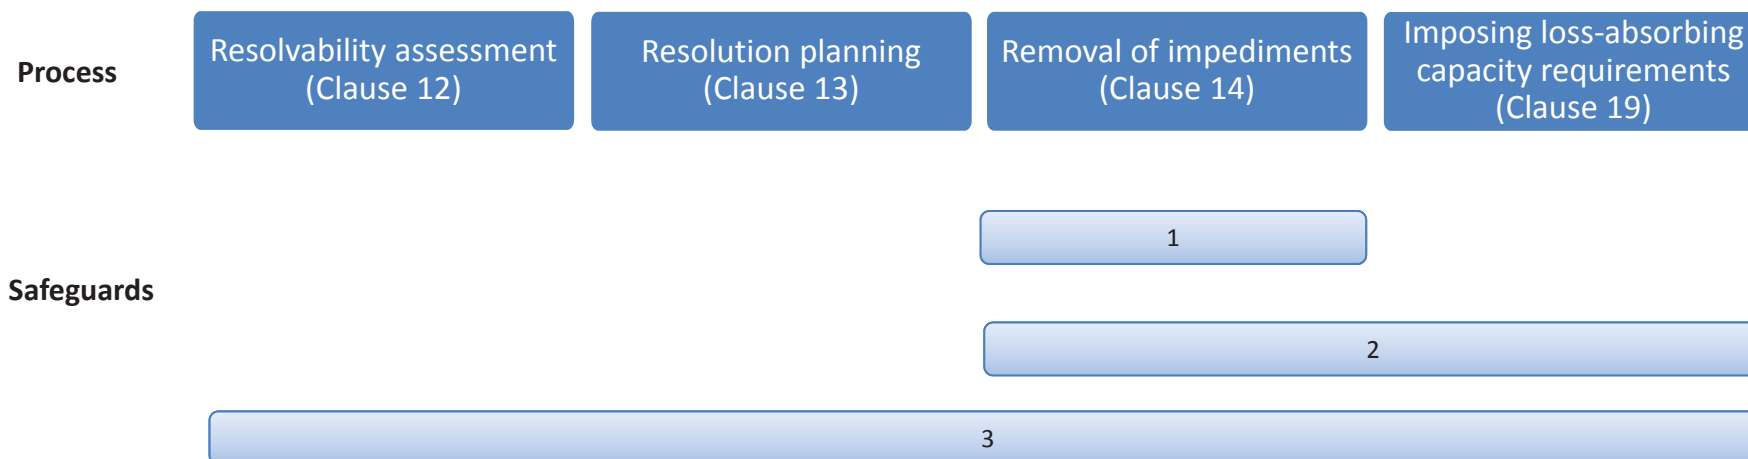 Process
Resolvability assessment
(Clause 12)
Resolution planning
(Clause 13)
Removal of impediments
(Clause 14)
Imposing loss-absorbing
capacity requirements
(Clause 19)
Safeguards
1
2
3